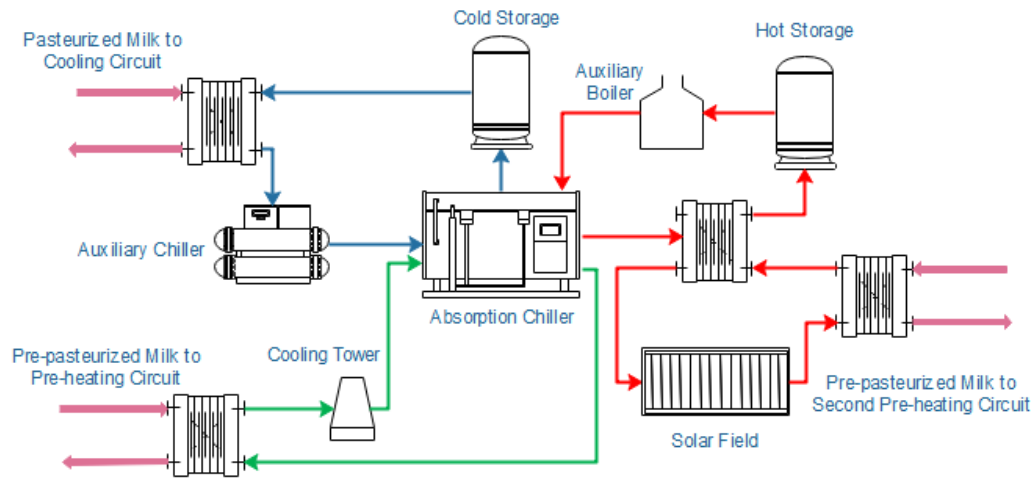 Cold Storage
Pasteurized Milk to
Cooling Circuit
Hot Storage
Auxiliary
Boiler
Auxiliary Chiller
Absorption Chiller
Pre-pasteurized Milk to
Pre-heating Circuit
Cooling Tower
Solar Field
Pre-pasteurized Milk to
Second Pre-heating Circuit